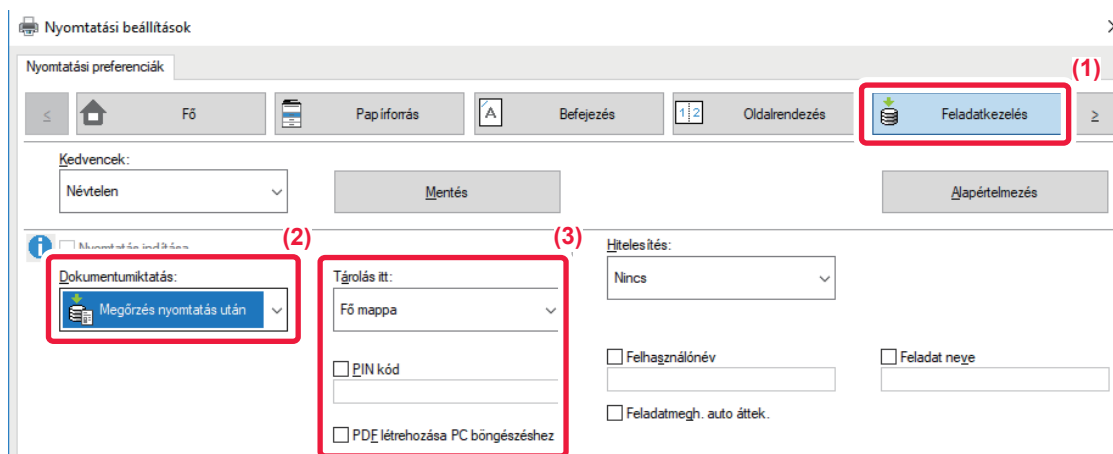 Nyomtatási beállítások
Nyomtatási preferenciák
(1)
≤ Fő Papírforrás A Befejezés 1 2 Oldalrendezés Feladatkezelés ≥
Kedvencek:
Névtelen Mentés Alapértelmezés
(2) (3)
Nyomtatás indítása Hitelesítés:
Dokumentumiktatás: Tárolás itt: Nincs
Megőrzés nyomtatás után Fő mappa
Felhasználónév Feladat neve
PIN kód
Feladatmegh. auto áttek.
PDF létrehozása PC böngészéshez